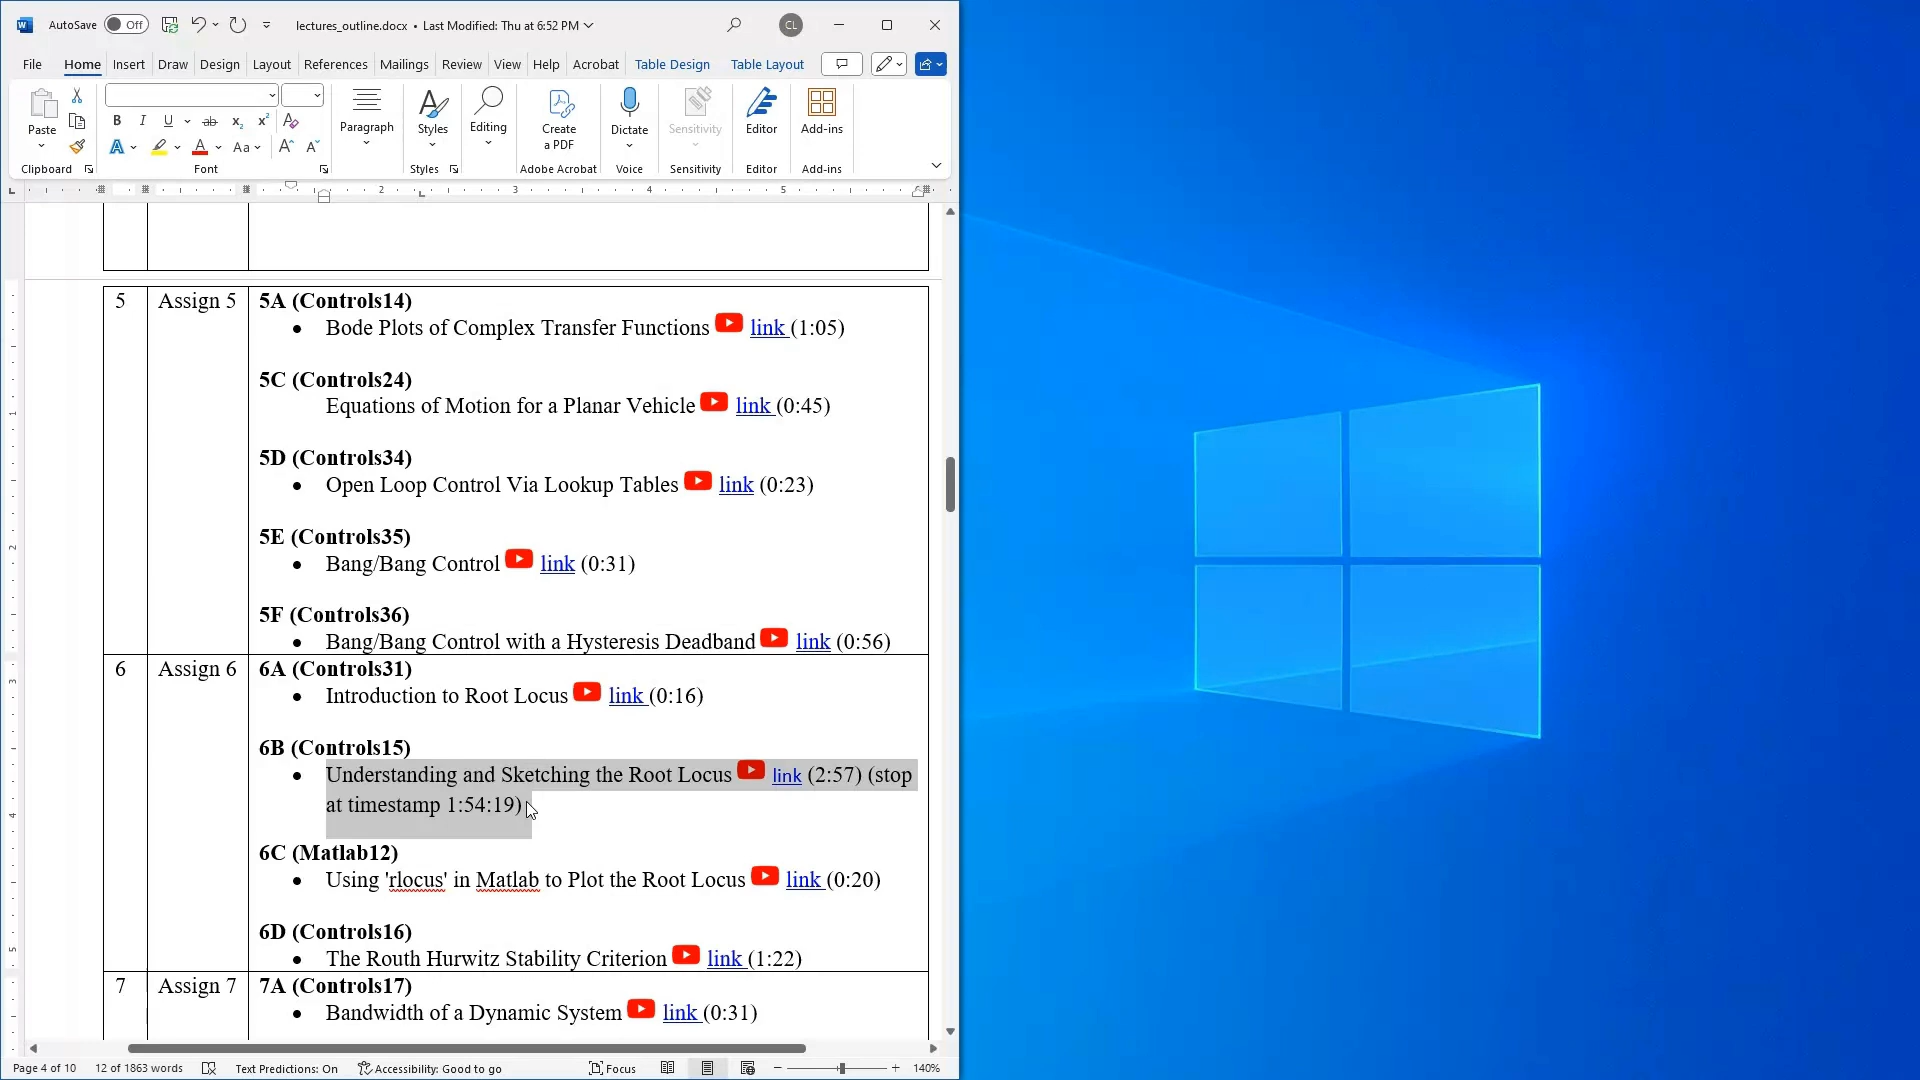 AutoSave Off lectures_outline.docx • Last Modified: Thu at 6:52 PM CL
File Home Insert Draw Design Layout References Mailings Review View Help Acrobat Table Design Table Layout
Paste
B I U ab x₂ x² A
A A Aa A A
Paragraph Styles Editing Create a PDF Dictate Sensitivity Editor Add-ins
Clipboard Font Styles Adobe Acrobat Voice Sensitivity Editor Add-ins
2 3 4 5
5 Assign 5 5A (Controls14)
• Bode Plots of Complex Transfer Functions link (1:05)
5C (Controls24)
Equations of Motion for a Planar Vehicle link (0:45)
5D (Controls34)
• Open Loop Control Via Lookup Tables link (0:23)
5E (Controls35)
• Bang/Bang Control link (0:31)
5F (Controls36)
• Bang/Bang Control with a Hysteresis Deadband link (0:56)
6 Assign 6 6A (Controls31)
• Introduction to Root Locus link (0:16)
6B (Controls15)
• Understanding and Sketching the Root Locus link (2:57) (stop
at timestamp 1:54:19)
6C (Matlab12)
• Using 'rlocus' in Matlab to Plot the Root Locus link (0:20)
6D (Controls16)
• The Routh Hurwitz Stability Criterion link (1:22)
7 Assign 7 7A (Controls17)
• Bandwidth of a Dynamic System link (0:31)
Page 4 of 10 12 of 1863 words Text Predictions: On Accessibility: Good to go Focus 140%